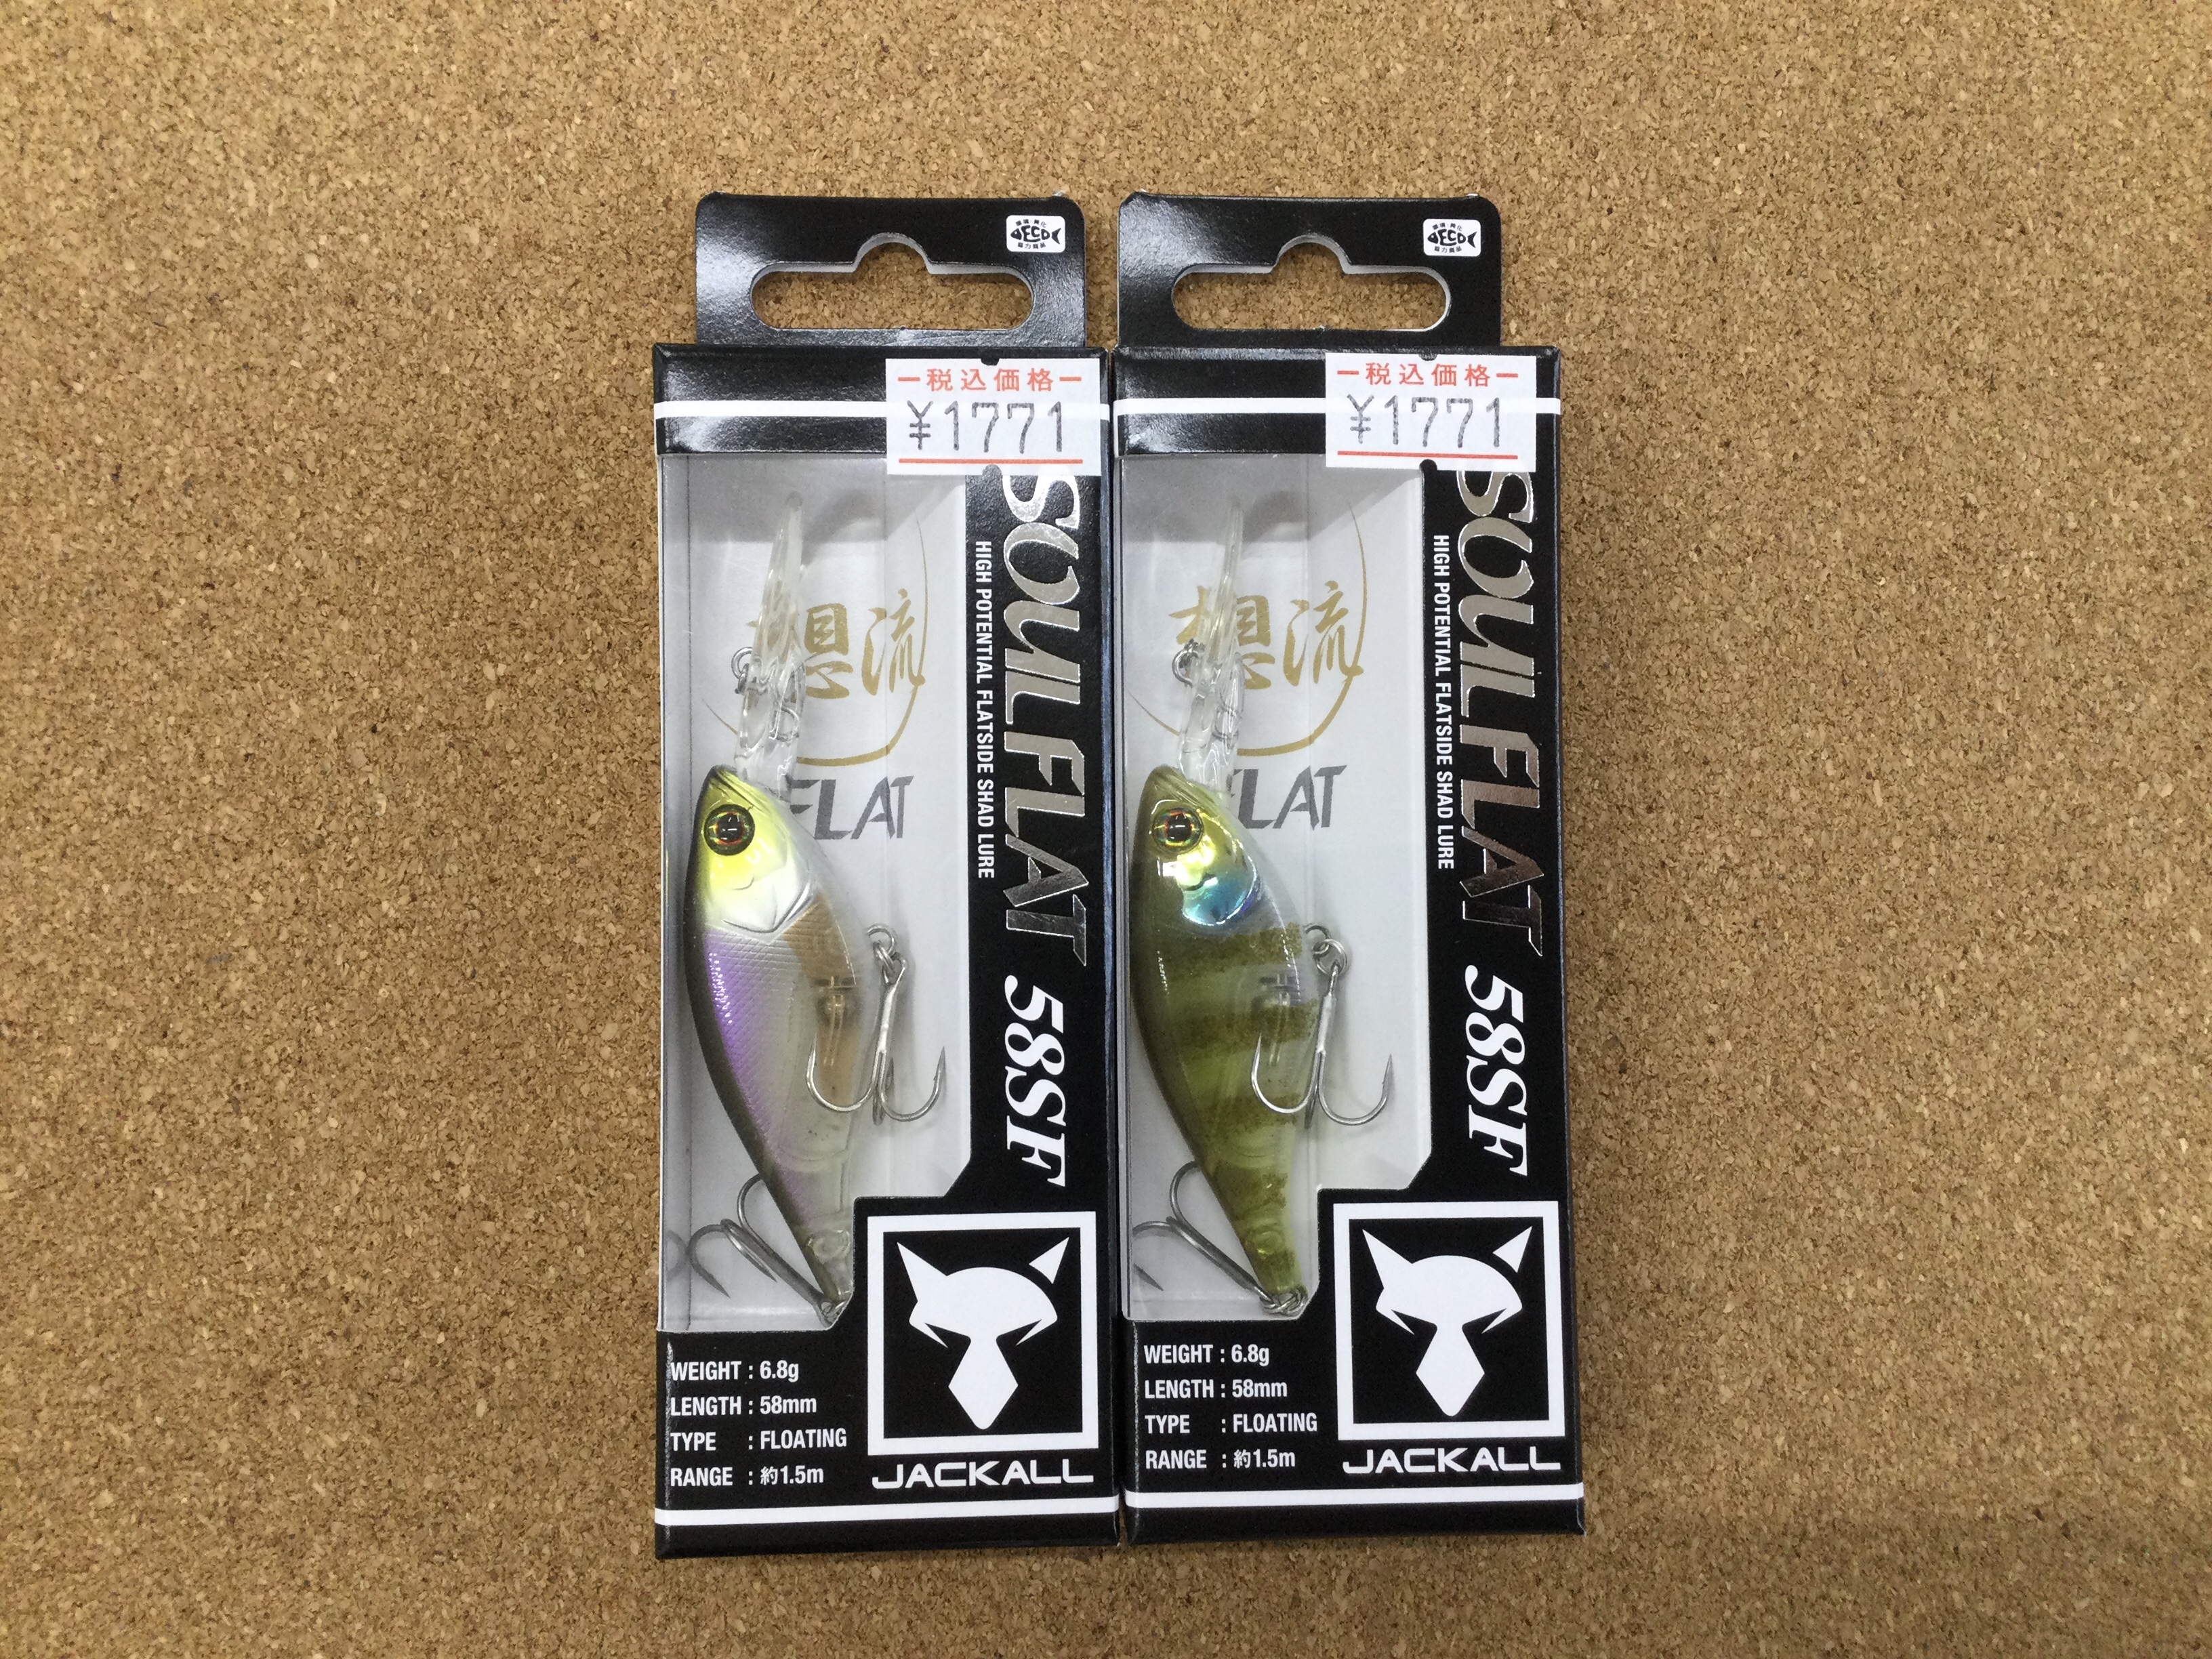 ECO
税込価格
¥1771
SOULFLAT 58SF
HIGH POTENTIAL FLATSIDE SHAD LURE
想流
FLAT
WEIGHT : 6.8g
LENGTH : 58mm
TYPE : FLOATING
RANGE : 約1.5m
JACKALL
ECO
税込価格
¥1771
SOULFLAT 58SF
HIGH POTENTIAL FLATSIDE SHAD LURE
想流
FLAT
WEIGHT : 6.8g
LENGTH : 58mm
TYPE : FLOATING
RANGE : 約1.5m
JACKALL